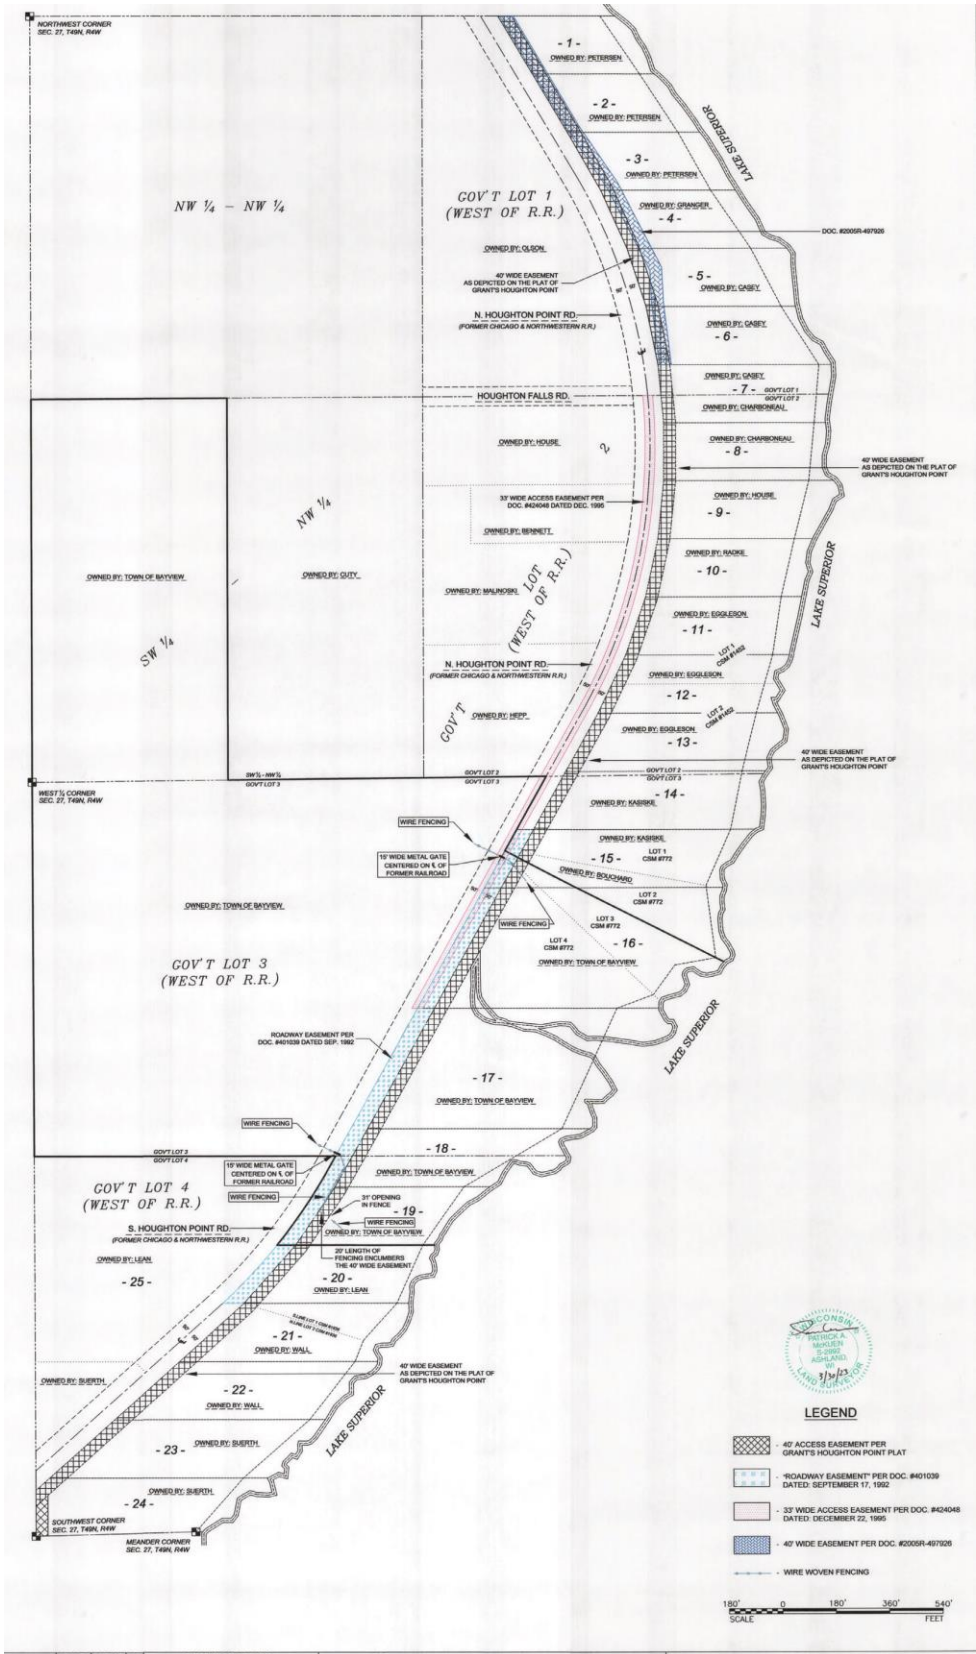 NORTHWEST CORNER
SEC. 27, T49N, R4W
- 1 -
OWNED BY: PETERSEN
- 2 -
OWNED BY: PETERSEN
LAKE SUPERIOR
- 3 -
OWNED BY: PETERSEN
NW ¼ - NW ¼
GOV'T LOT 1
(WEST OF R.R.)
OWNED BY: GRANGER
- 4 -
DOC. #2005R-497926
OWNED BY: OLSON
40' WIDE EASEMENT
AS DEPICTED ON THE PLAT OF
GRANT'S HOUGHTON POINT
- 5 -
OWNED BY: CASEY
N. HOUGHTON POINT RD.
(FORMER CHICAGO & NORTHWESTERN R.R.)
OWNED BY: CASEY
- 6 -
OWNED BY: CASEY
- 7 -
GOV'T LOT 1
GOV'T LOT 2
HOUGHTON FALLS RD.
OWNED BY: CHARBONEAU
OWNED BY: HOUSE
2
OWNED BY: CHARBONEAU
- 8 -
40' WIDE EASEMENT
AS DEPICTED ON THE PLAT OF
GRANT'S HOUGHTON POINT
33' WIDE ACCESS EASEMENT PER
DOC. #424048 DATED DEC. 1995
OWNED BY: HOUSE
- 9 -
NW ¼
OWNED BY: BENNETT
OWNED BY: RADKE
- 10 -
LAKE SUPERIOR
OWNED BY: TOWN OF BAYVIEW
OWNED BY: GUTY
OWNED BY: MALINOSKI
LOT
(WEST OF R.R.)
OWNED BY: EGGLESON
- 11 -
SW ¼
LOT 1
CSM #1452
N. HOUGHTON POINT RD.
(FORMER CHICAGO & NORTHWESTERN R.R.)
OWNED BY: EGGLESON
- 12 -
LOT 2
CSM #1452
GOV'T
OWNED BY: HEPP
OWNED BY: EGGLESON
- 13 -
40' WIDE EASEMENT
AS DEPICTED ON THE PLAT OF
GRANT'S HOUGHTON POINT
SW ¼ - NW ¼
GOV'T LOT 3
GOV'T LOT 2
GOV'T LOT 3
GOV'T LOT 2
GOV'T LOT 3
WEST ¼ CORNER
SEC. 27, T49N, R4W
- 14 -
OWNED BY: KASISKE
WIRE FENCING
OWNED BY: KASISKE
15' WIDE METAL GATE
CENTERED ON ℄ OF
FORMER RAILROAD
- 15 -
LOT 1
CSM #772
OWNED BY: BOUCHARD
LOT 2
CSM #772
OWNED BY: TOWN OF BAYVIEW
WIRE FENCING
LOT 3
CSM #772
LOT 4
CSM #772
- 16 -
OWNED BY: TOWN OF BAYVIEW
GOV'T LOT 3
(WEST OF R.R.)
LAKE SUPERIOR
ROADWAY EASEMENT PER
DOC. #401039 DATED SEP. 1992
- 17 -
OWNED BY: TOWN OF BAYVIEW
WIRE FENCING
- 18 -
GOV'T LOT 3
GOV'T LOT 4
15' WIDE METAL GATE
CENTERED ON ℄ OF
FORMER RAILROAD
OWNED BY: TOWN OF BAYVIEW
GOV'T LOT 4
(WEST OF R.R.)
WIRE FENCING
31' OPENING
IN FENCE
- 19 -
WIRE FENCING
OWNED BY: TOWN OF BAYVIEW
S. HOUGHTON POINT RD.
(FORMER CHICAGO & NORTHWESTERN R.R.)
20' LENGTH OF
FENCING ENCUMBERS
THE 40' WIDE EASEMENT
OWNED BY: LEAN
- 25 -
- 20 -
OWNED BY: LEAN
- 21 -
OWNED BY: WALL
OWNED BY: SUERTH
40' WIDE EASEMENT
AS DEPICTED ON THE PLAT OF
GRANT'S HOUGHTON POINT
- 22 -
OWNED BY: WALL
LAKE SUPERIOR
- 23 -
OWNED BY: SUERTH
- 24 -
OWNED BY: SUERTH
SOUTHWEST CORNER
SEC. 27, T49N, R4W
MEANDER CORNER
SEC. 27, T49N, R4W
WISCONSIN
PATRICK A.
McKUEN
S-2992
ASHLAND,
WI
LAND SURVEYOR
3/30/23
LEGEND
- 40' ACCESS EASEMENT PER
GRANT'S HOUGHTON POINT PLAT
- "ROADWAY EASEMENT" PER DOC. #401039
DATED: SEPTEMBER 17, 1992
- 33' WIDE ACCESS EASEMENT PER DOC. #424048
DATED: DECEMBER 22, 1995
- 40' WIDE EASEMENT PER DOC. #2005R-497926
- WIRE WOVEN FENCING
180' 0 180' 360' 540'
SCALE FEET